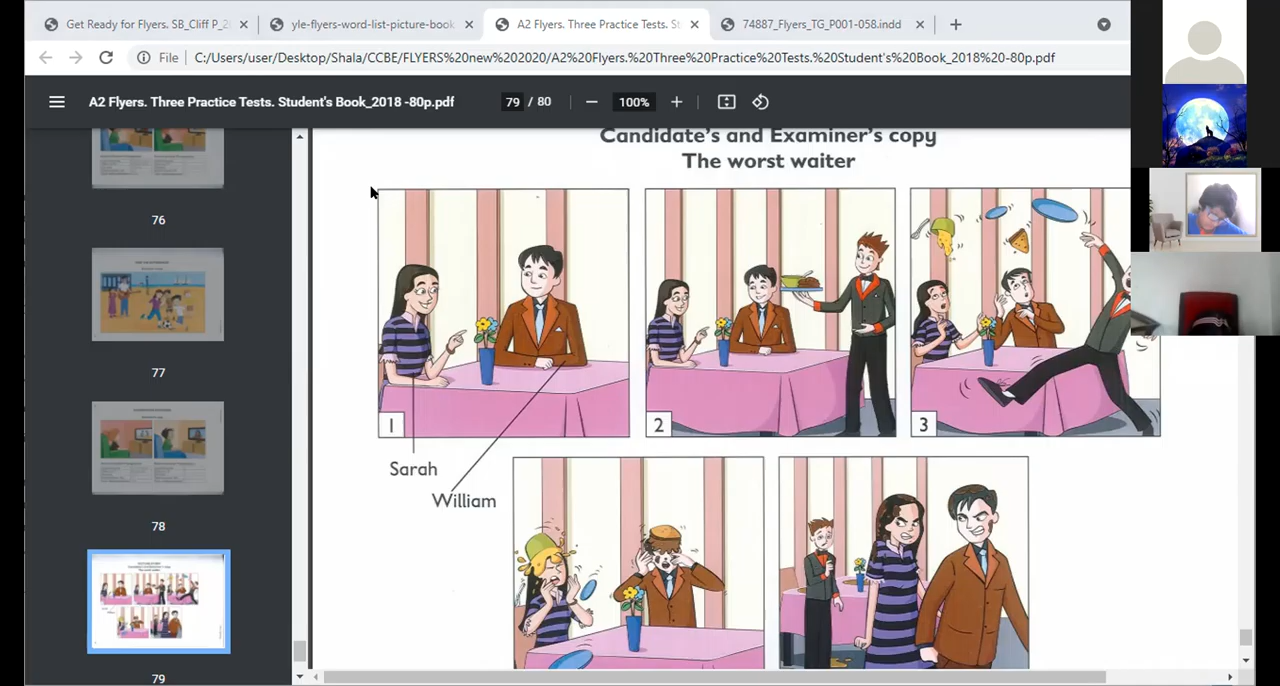 Get Ready for Flyers. SB_Cliff P_2
yle-flyers-word-list-picture-book
A2 Flyers. Three Practice Tests. St
74887_Flyers_TG_P001-058.indd
File
C:/Users/user/Desktop/Shala/CCBE/FLYERS%20new%202020/A2%20Flyers.%20Three%20Practice%20Tests.%20Student's%20Book_2018%20-80p.pdf
A2 Flyers. Three Practice Tests. Student's Book_2018 -80p.pdf
79 / 80
100%
Candidate's and Examiner's copy
The worst waiter
76
77
78
79
1
2
3
Sarah
William